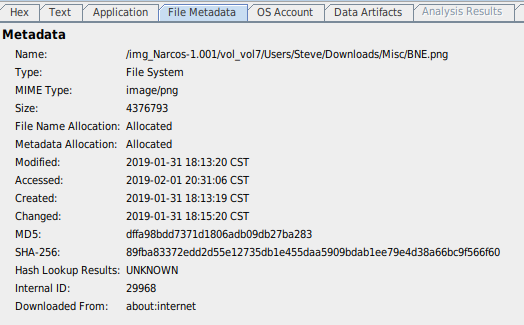 Hex Text Application File Metadata OS Account Data Artifacts Analysis Results
Metadata
Name: /img_Narcos-1.001/vol_vol7/Users/Steve/Downloads/Misc/BNE.png
Type: File System
MIME Type: image/png
Size: 4376793
File Name Allocation: Allocated
Metadata Allocation: Allocated
Modified: 2019-01-31 18:13:20 CST
Accessed: 2019-02-01 20:31:06 CST
Created: 2019-01-31 18:13:19 CST
Changed: 2019-01-31 18:15:20 CST
MD5: dffa98bdd7371d1806adb09db27ba283
SHA-256: 89fba83372edd2d55e12735db1e455daa5909bdab1ee79e4d38a66bc9f566f60
Hash Lookup Results: UNKNOWN
Internal ID: 29968
Downloaded From: about:internet